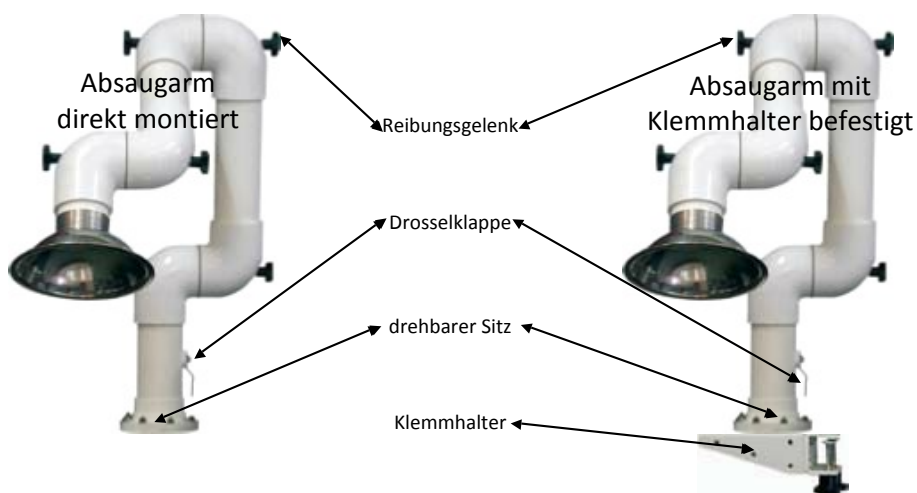 Absaugarm
direkt montiert
Absaugarm mit
Klemmhalter befestigt
Reibungsgelenk
Drosselklappe
drehbarer Sitz
Klemmhalter